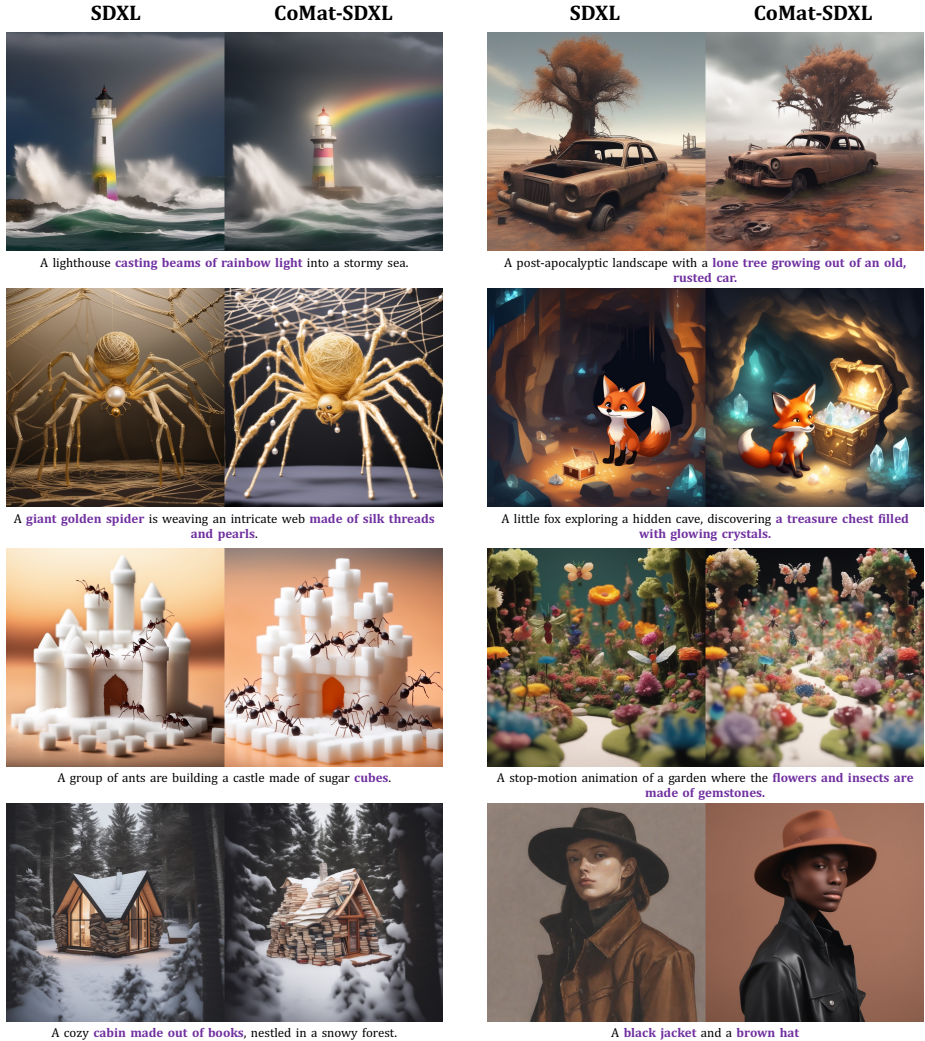 SDXL
CoMat-SDXL
SDXL
CoMat-SDXL
A lighthouse casting beams of rainbow light into a stormy sea.
A post-apocalyptic landscape with a lone tree growing out of an old,
rusted car.
A giant golden spider is weaving an intricate web made of silk threads
and pearls.
A little fox exploring a hidden cave, discovering a treasure chest filled
with glowing crystals.
A group of ants are building a castle made of sugar cubes.
A stop-motion animation of a garden where the flowers and insects are
made of gemstones.
A cozy cabin made out of books, nestled in a snowy forest.
A black jacket and a brown hat